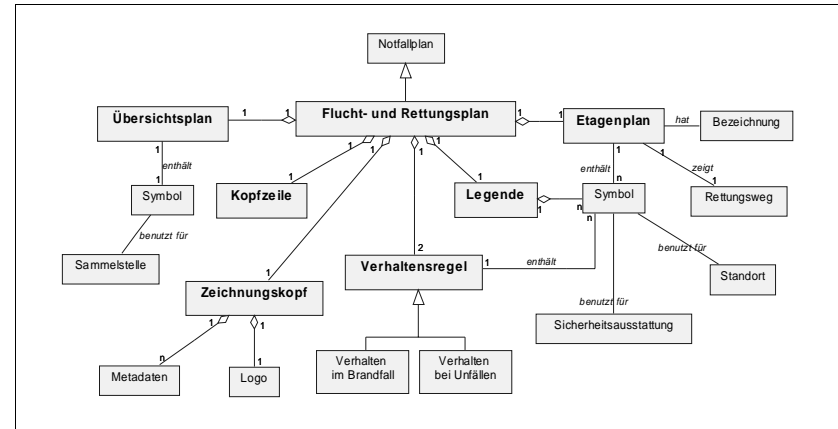 Notfallplan
Übersichtsplan
1
1
Flucht- und Rettungsplan
1
1
Etagenplan
hat
Bezeichnung
1
1
1
1
1
1
1
1
enthält
1
1
1
1
enthält
zeigt
1
n
1
Symbol
Kopfzeile
Legende
1
n
Symbol
Rettungsweg
n
n
benutzt für
benutzt für
Sammelstelle
1
2
Verhaltensregel
1
enthält
Standort
Zeichnungskopf
1
1
benutzt für
Sicherheitsausstattung
n
1
Metadaten
Logo
Verhalten
im Brandfall
Verhalten
bei Unfällen